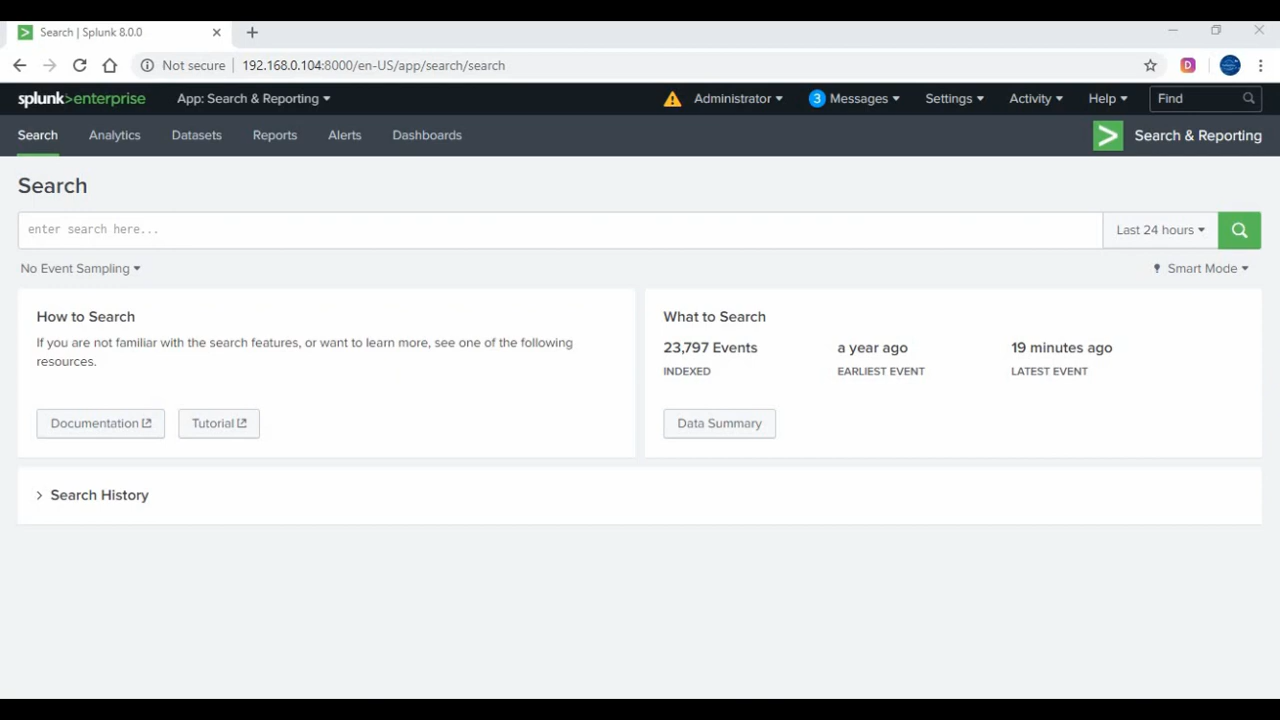 Search | Splunk 8.0.0
Not secure | 192.168.0.104:8000/en-US/app/search/search
D
splunk>enterprise App: Search & Reporting Administrator 3 Messages Settings Activity Help Find
Search Analytics Datasets Reports Alerts Dashboards > Search & Reporting
Search
enter search here... Last 24 hours
No Event Sampling Smart Mode
How to Search
If you are not familiar with the search features, or want to learn more, see one of the following
resources.
Documentation Tutorial
What to Search
23,797 Events a year ago 19 minutes ago
INDEXED EARLIEST EVENT LATEST EVENT
Data Summary
> Search History